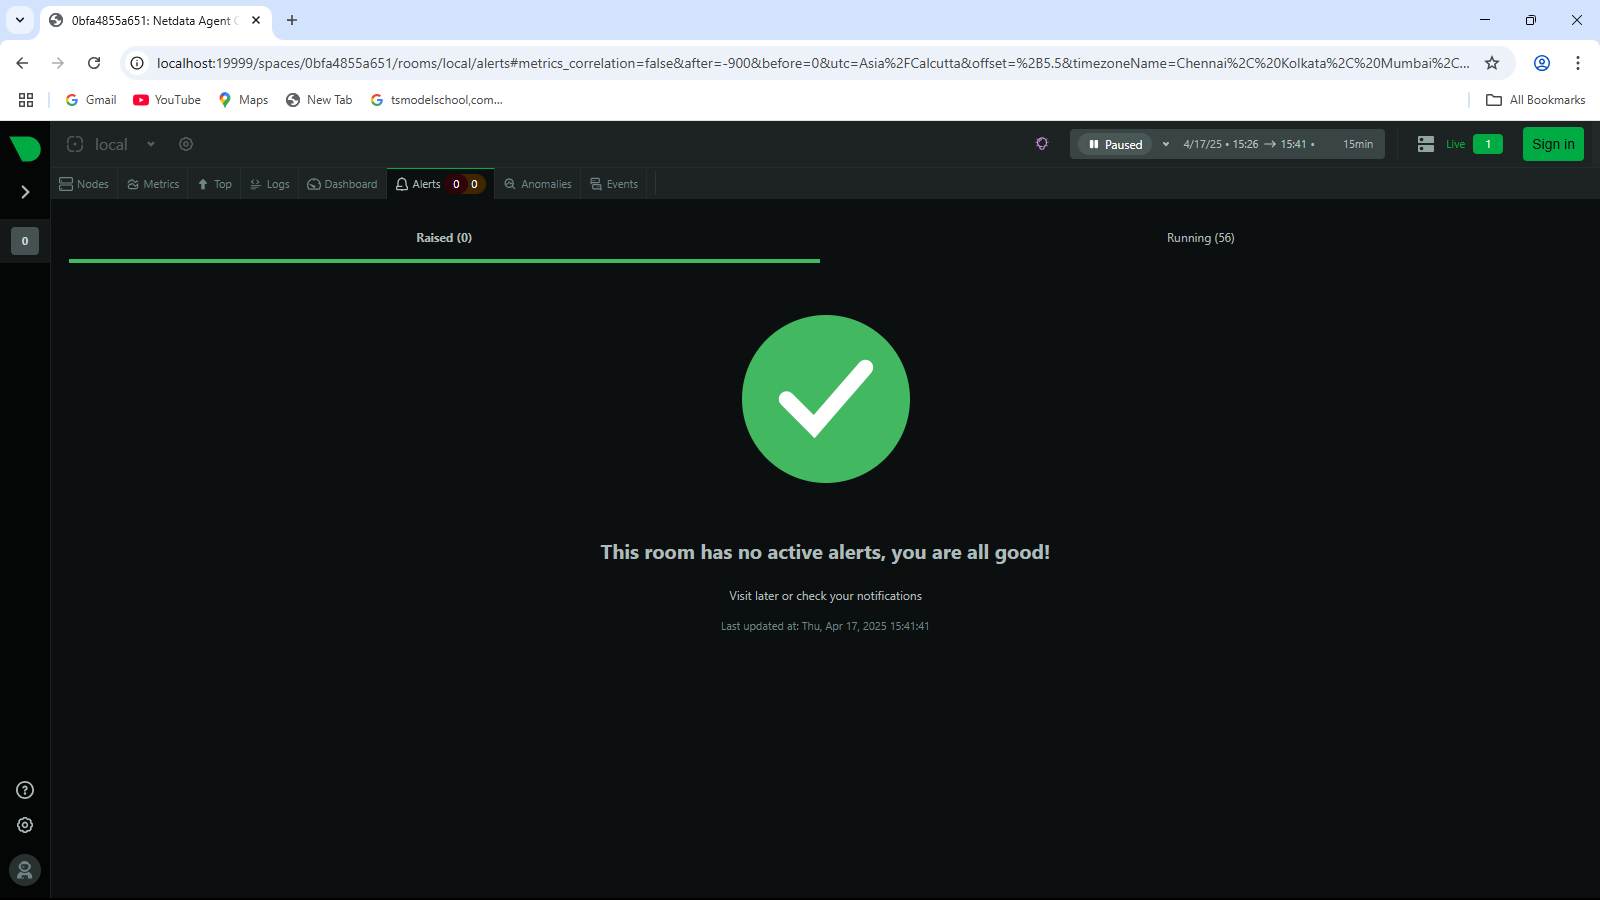 0bfa4855a651: Netdata Agent
localhost:19999/spaces/0bfa4855a651/rooms/local/alerts#metrics_correlation=false&after=-900&before=0&utc=Asia%2FCalcutta&offset=%2B5.5&timezoneName=Chennai%2C%20Kolkata%2C%20Mumbai%2C...
Gmail YouTube Maps New Tab tsmodelschool,com... All Bookmarks
local Paused 4/17/25 • 15:26 → 15:41 • 15min Live 1 Sign in
Nodes Metrics Top Logs Dashboard Alerts 0 0 Anomalies Events
0
Raised (0) Running (56)
This room has no active alerts, you are all good!
Visit later or check your notifications
Last updated at: Thu, Apr 17, 2025 15:41:41